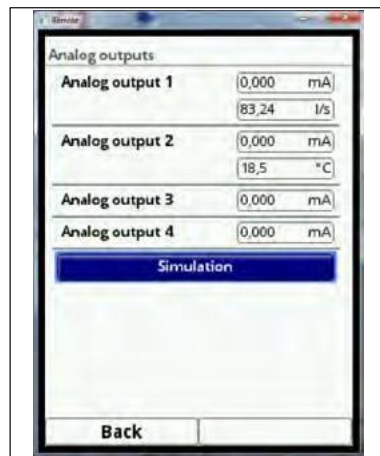 Remote
Analog outputs
Analog output 1 0,000 mA
83,24 l/s
Analog output 2 0,000 mA
18,5 °C
Analog output 3 0,000 mA
Analog output 4 0,000 mA
Simulation
Back